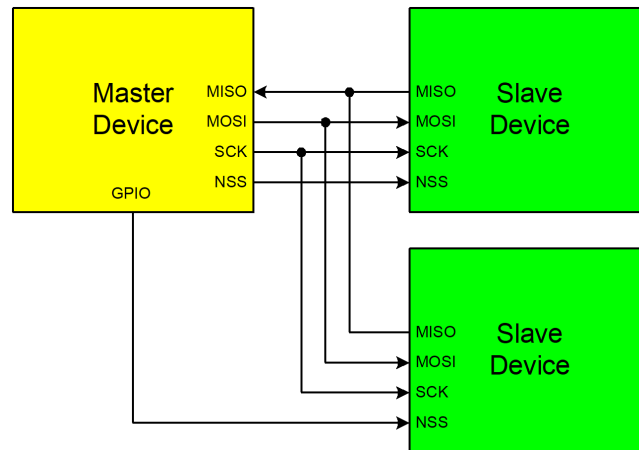 Master
Device
MISO
MOSI
SCK
NSS
GPIO
MISO
MOSI
SCK
NSS
Slave
Device
MISO
MOSI
SCK
NSS
Slave
Device